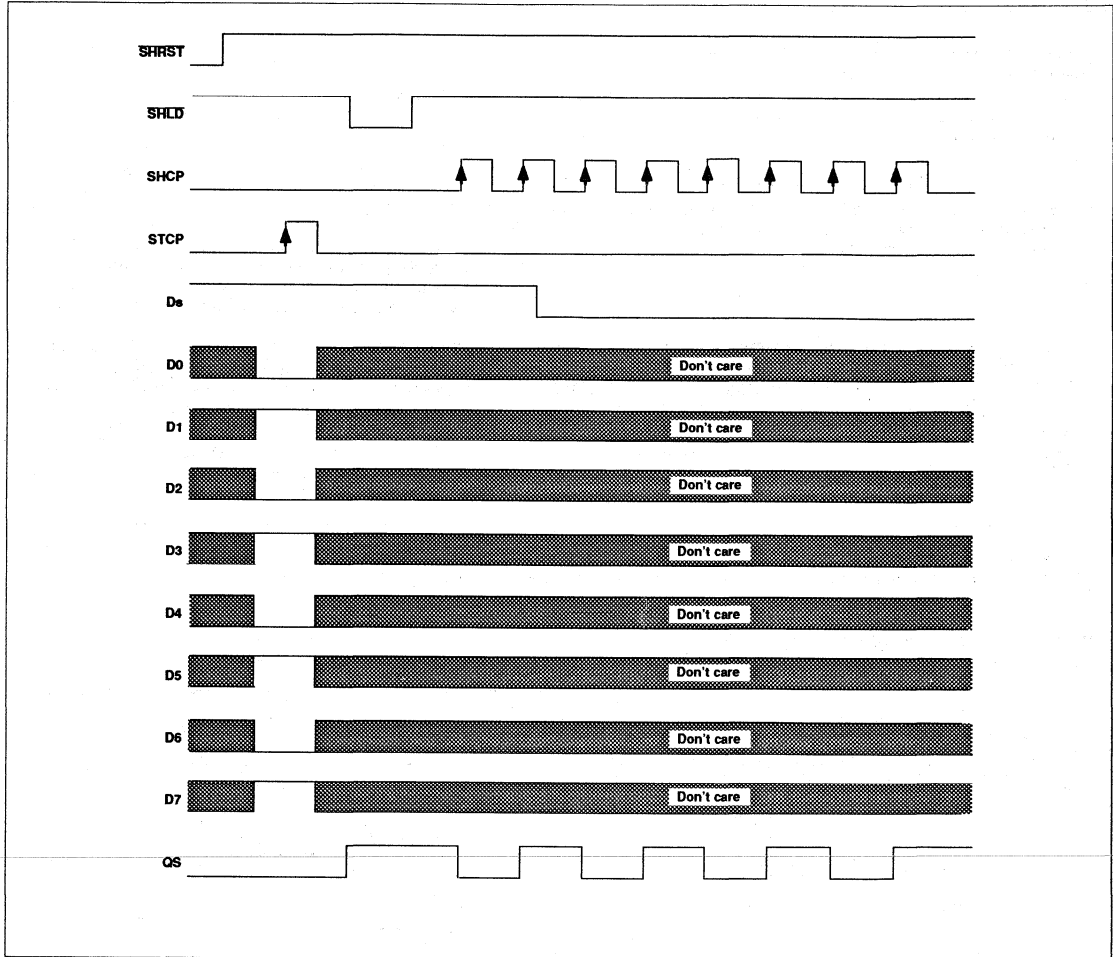 SHRST
SHLD
SHCP
STCP
Ds
D0
Don't care
D1
Don't care
D2
Don't care
D3
Don't care
D4
Don't care
D5
Don't care
D6
Don't care
D7
Don't care
QS